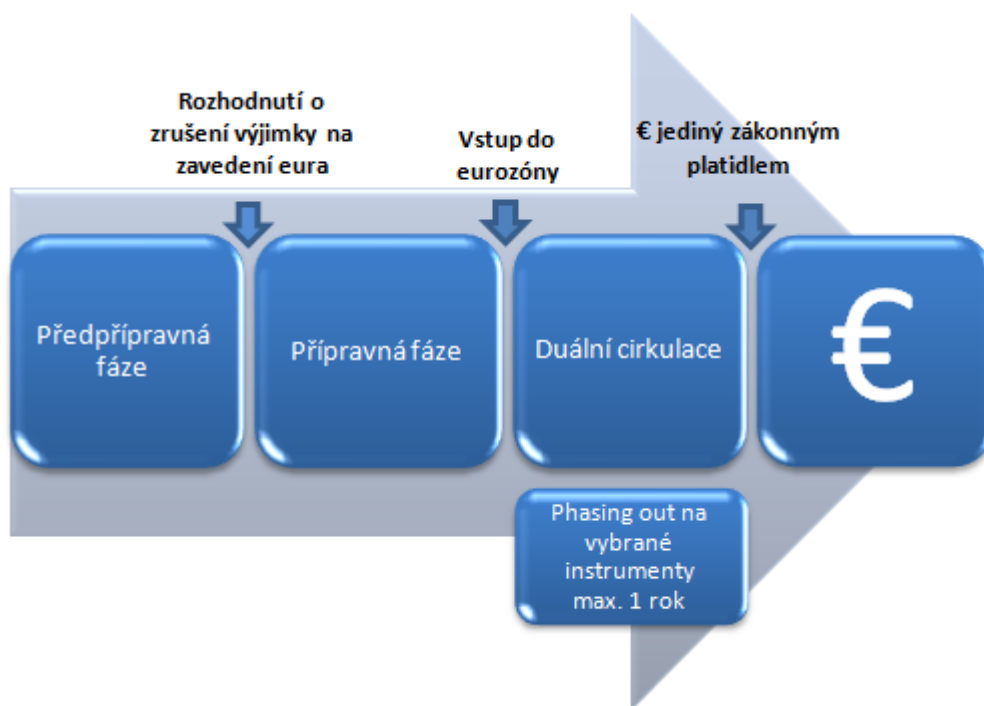 Rozhodnutí o
zrušení výjimky na
zavedení eura
Vstup do
eurozóny
€ jediný zákonným
platidlem
Předpřípravná
fáze
Přípravná fáze
Duální cirkulace
€
Phasing out na
vybrané
instrumenty
max. 1 rok